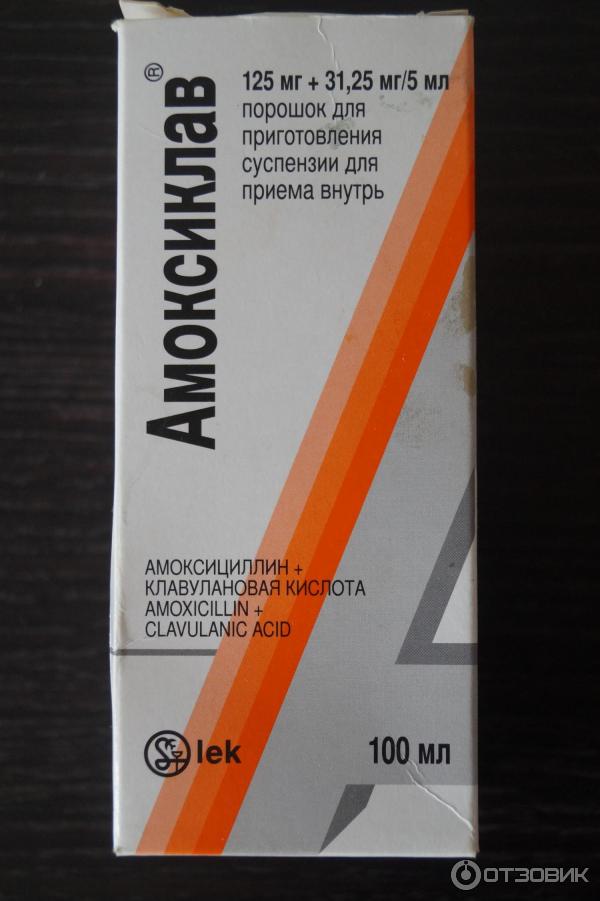 Амоксиклав®
125 мг + 31,25 мг/5 мл
порошок для
приготовления
суспензии для
приема внутрь
АМОКСИЦИЛЛИН +
КЛАВУЛАНОВАЯ КИСЛОТА
AMOXICILLIN +
CLAVULANIC ACID
lek
100 мл
ОТЗОВИК